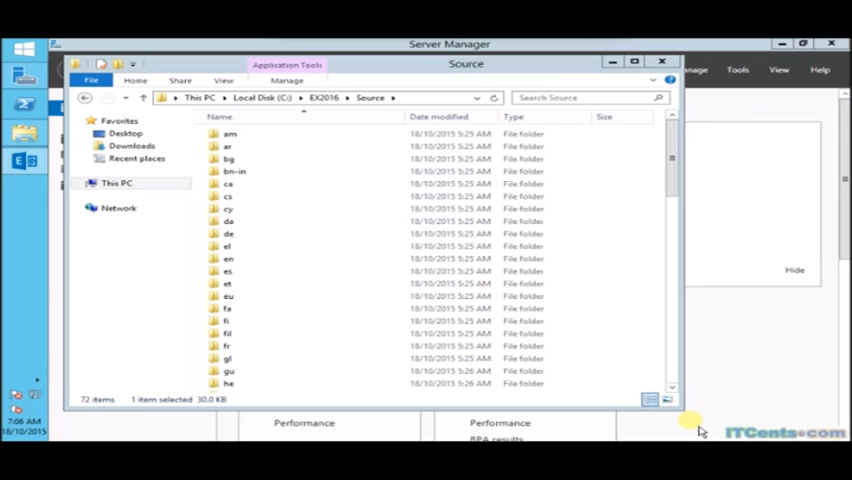 Server Manager
Application Tools
Source
File Home Share View Manage
This PC Local Disk (C:) EX2016 Source
Search Source
anage Tools View Help
Favorites
Desktop
Downloads
Recent places
This PC
Network
Name Date modified Type Size
am 18/10/2015 5:25 AM File folder
ar 18/10/2015 5:25 AM File folder
bg 18/10/2015 5:25 AM File folder
bn-in 18/10/2015 5:25 AM File folder
ca 18/10/2015 5:25 AM File folder
cs 18/10/2015 5:25 AM File folder
cy 18/10/2015 5:25 AM File folder
da 18/10/2015 5:25 AM File folder
de 18/10/2015 5:25 AM File folder
el 18/10/2015 5:25 AM File folder
en 18/10/2015 5:25 AM File folder
es 18/10/2015 5:25 AM File folder
et 18/10/2015 5:25 AM File folder
eu 18/10/2015 5:25 AM File folder
fa 18/10/2015 5:25 AM File folder
fi 18/10/2015 5:25 AM File folder
fil 18/10/2015 5:25 AM File folder
fr 18/10/2015 5:25 AM File folder
gl 18/10/2015 5:25 AM File folder
gu 18/10/2015 5:26 AM File folder
he 18/10/2015 5:26 AM File folder
Hide
72 items 1 item selected 30.0 KB
Performance Performance
BPA results
7:06 AM
18/10/2015
ITCents.com